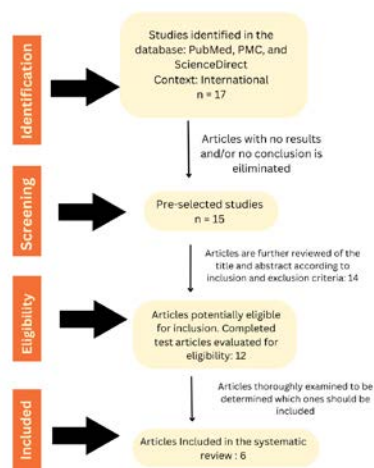 Identification
Studies identified in the
database: PubMed, PMC, and
ScienceDirect
Context: International
n = 17
Articles with no results
and/or no conclusion is
eiliminated
Screening
Pre-selected studies
n = 15
Articles are further reviewed of the
title and abstract according to
inclusion and exclusion criteria: 14
Eligibility
Articles potentially eligible
for inclusion. Completed
test articles evaluated for
eligibility: 12
Articles thoroughly examined to be
determined which ones should be
included
Included
Articles Included in the systematic
review : 6